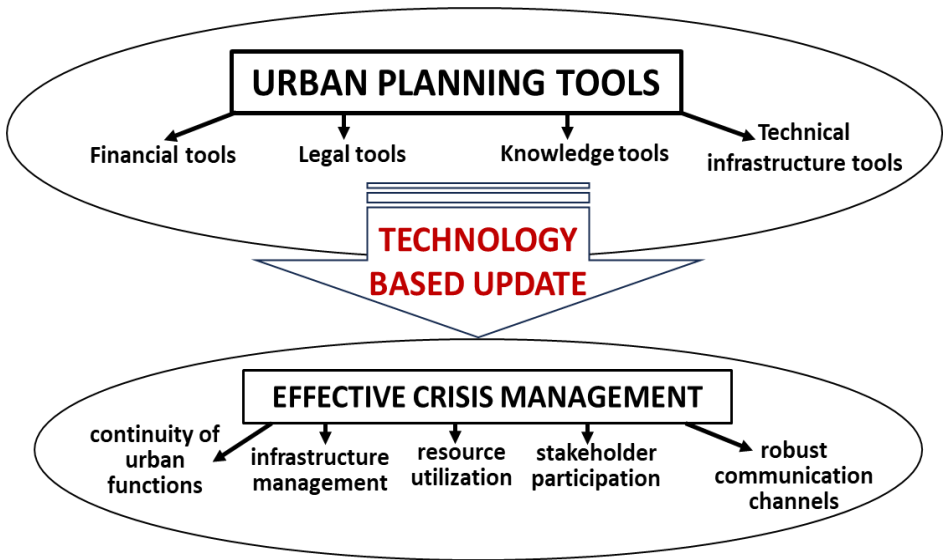 URBAN PLANNING TOOLS
Financial tools
Legal tools
Knowledge tools
Technical
infrastructure tools
TECHNOLOGY
BASED UPDATE
EFFECTIVE CRISIS MANAGEMENT
continuity of
urban
functions
infrastructure
management
resource
utilization
stakeholder
participation
robust
communication
channels